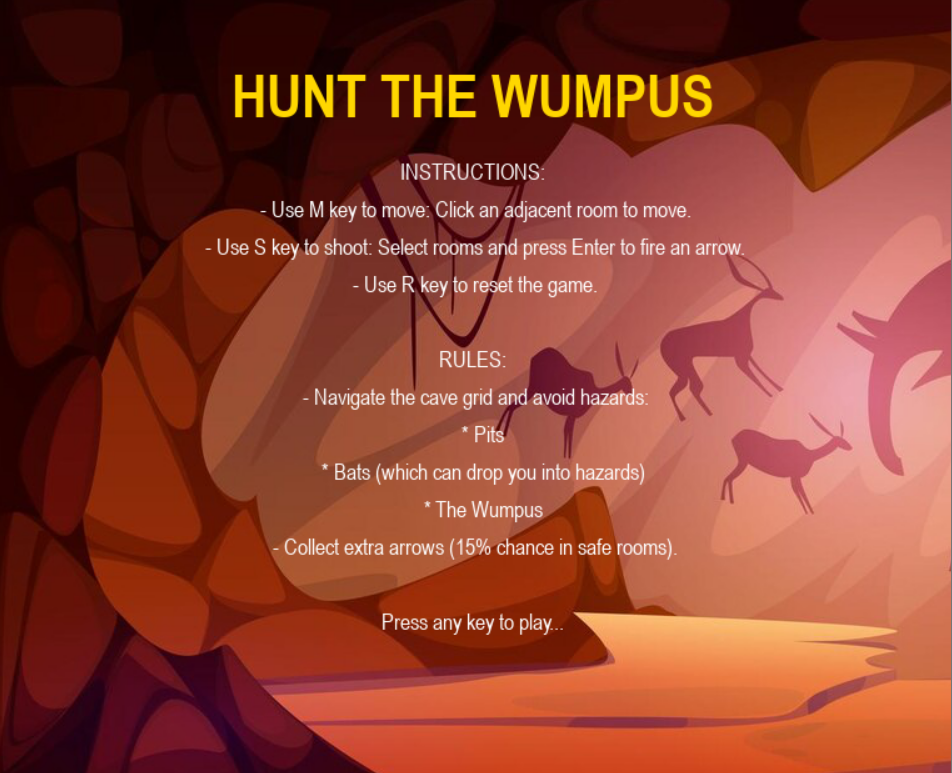 HUNT THE WUMPUS
INSTRUCTIONS:
- Use M key to move: Click an adjacent room to move.
- Use S key to shoot: Select rooms and press Enter to fire an arrow.
- Use R key to reset the game.
RULES:
- Navigate the cave grid and avoid hazards:
* Pits
* Bats (which can drop you into hazards)
* The Wumpus
- Collect extra arrows (15% chance in safe rooms).
Press any key to play...